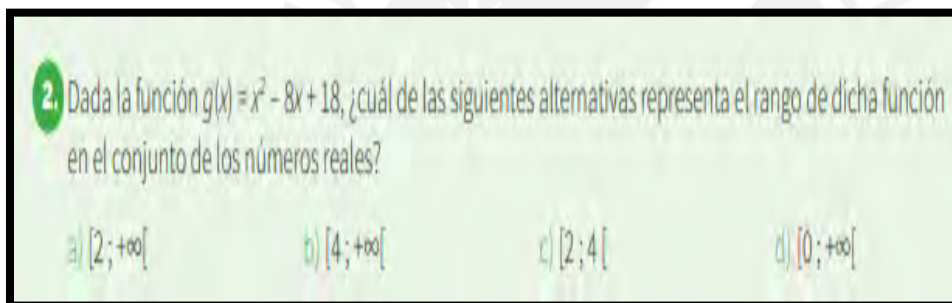 2. Dada la función g(x) = x² – 8x + 18, ¿cuál de las siguientes alternativas representa el rango de dicha función
en el conjunto de los números reales?
a) [2 ; +∞[ b) [4 ; +∞[ c) [2 ; 4 [ d) [0 ; +∞[